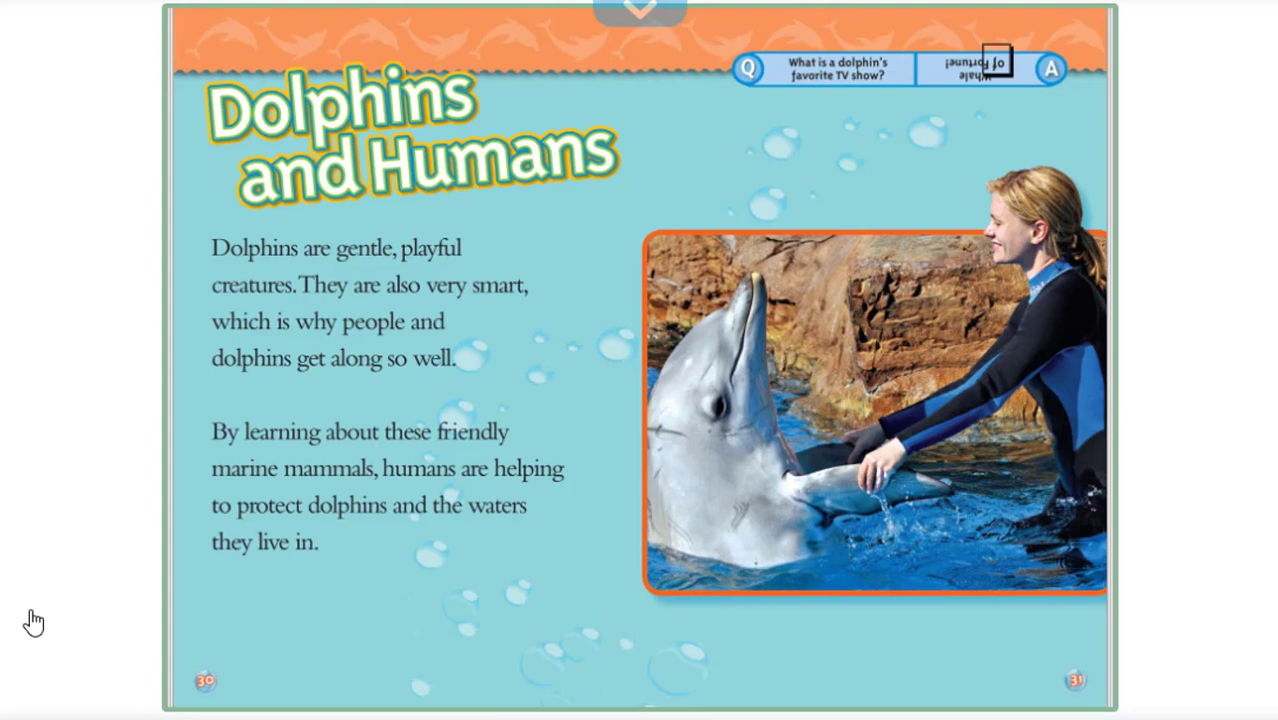 Dolphins
and Humans
Q
What is a dolphin's
favorite TV show?
Whale
of Fortune!
A
Dolphins are gentle, playful
creatures. They are also very smart,
which is why people and
dolphins get along so well.
By learning about these friendly
marine mammals, humans are helping
to protect dolphins and the waters
they live in.
30
31